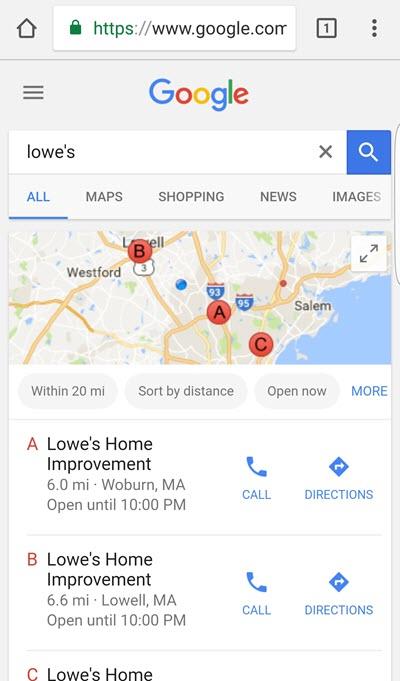 https://www.google.com
1
Google
lowe's
ALL MAPS SHOPPING NEWS IMAGES
Lowell
B
Westford
3
93
95
A
Salem
C
Within 20 mi Sort by distance Open now MORE
A Lowe's Home
Improvement
6.0 mi · Woburn, MA
Open until 10:00 PM
CALL DIRECTIONS
B Lowe's Home
Improvement
6.6 mi · Lowell, MA
Open until 10:00 PM
CALL DIRECTIONS
C Lowe's Home